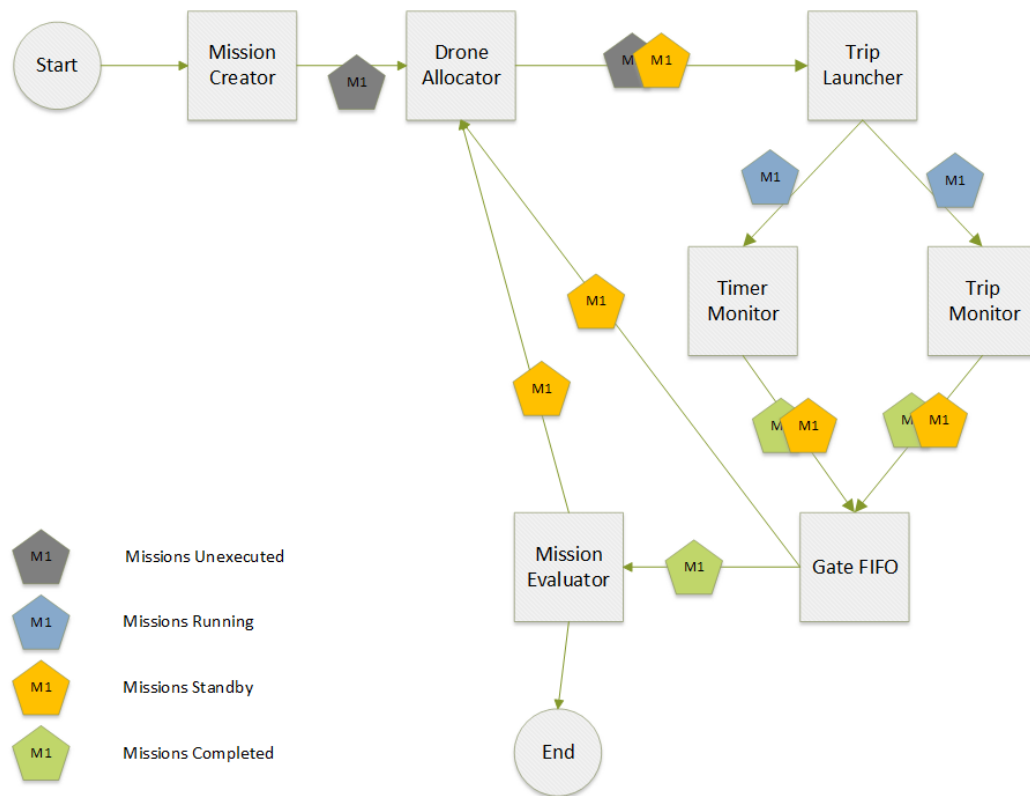 Start
Mission
Creator
M1
Drone
Allocator
M
M1
Trip
Launcher
M1
M1
Timer
Monitor
Trip
Monitor
M1
M1
M
M1
M
M1
Mission
Evaluator
M1
Gate FIFO
M1
Missions Unexecuted
M1
Missions Running
M1
Missions Standby
M1
Missions Completed
End